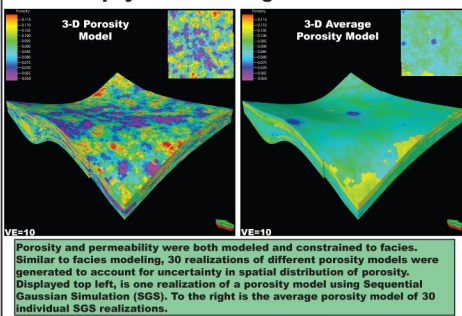 3-D Porosity
Model
3-D Average
Porosity Model
Porosity
Porosity
VE=10
VE=10
Porosity and permeability were both modeled and constrained to facies.
Similar to facies modeling, 30 realizations of different porosity models were
generated to account for uncertainty in spatial distribution of porosity.
Displayed top left, is one realization of a porosity model using Sequential
Gaussian Simulation (SGS). To the right is the average porosity model of 30
individual SGS realizations.